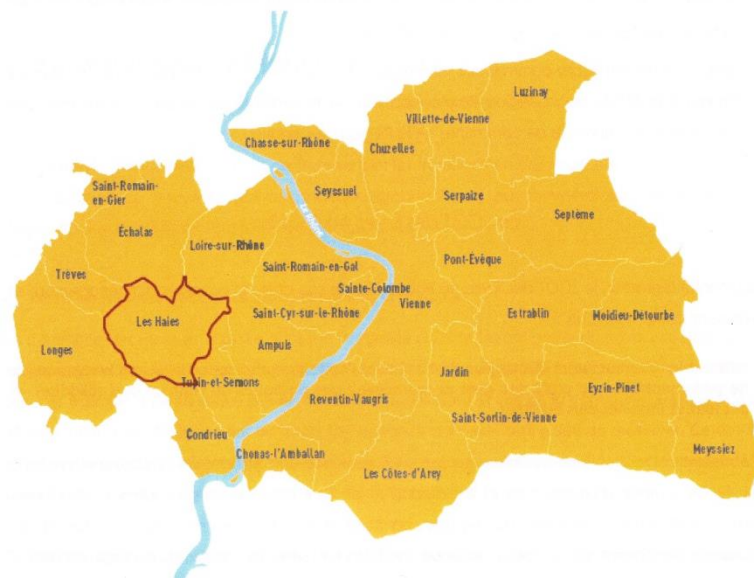 Luzinay
Villette-de-Vienne
Chasse-sur-Rhône
Chuzelles
Saint-Romain-
en-Gier
Seyssuel
Serpaize
Septème
Échalas
Loire-sur-Rhône
Le Rhône
Saint-Romain-en-Gal
Pont-Évêque
Trèves
Sainte-Colombe
Vienne
Les Haies
Saint-Cyr-sur-le-Rhône
Estrablin
Moidieu-Détourbe
Longes
Ampuis
Jardin
Tupin-et-Semons
Eyzin-Pinet
Reventin-Vaugris
Saint-Sorlin-de-Vienne
Condrieu
Meyssiez
Chonas-l'Amballan
Les Côtes-d'Arey